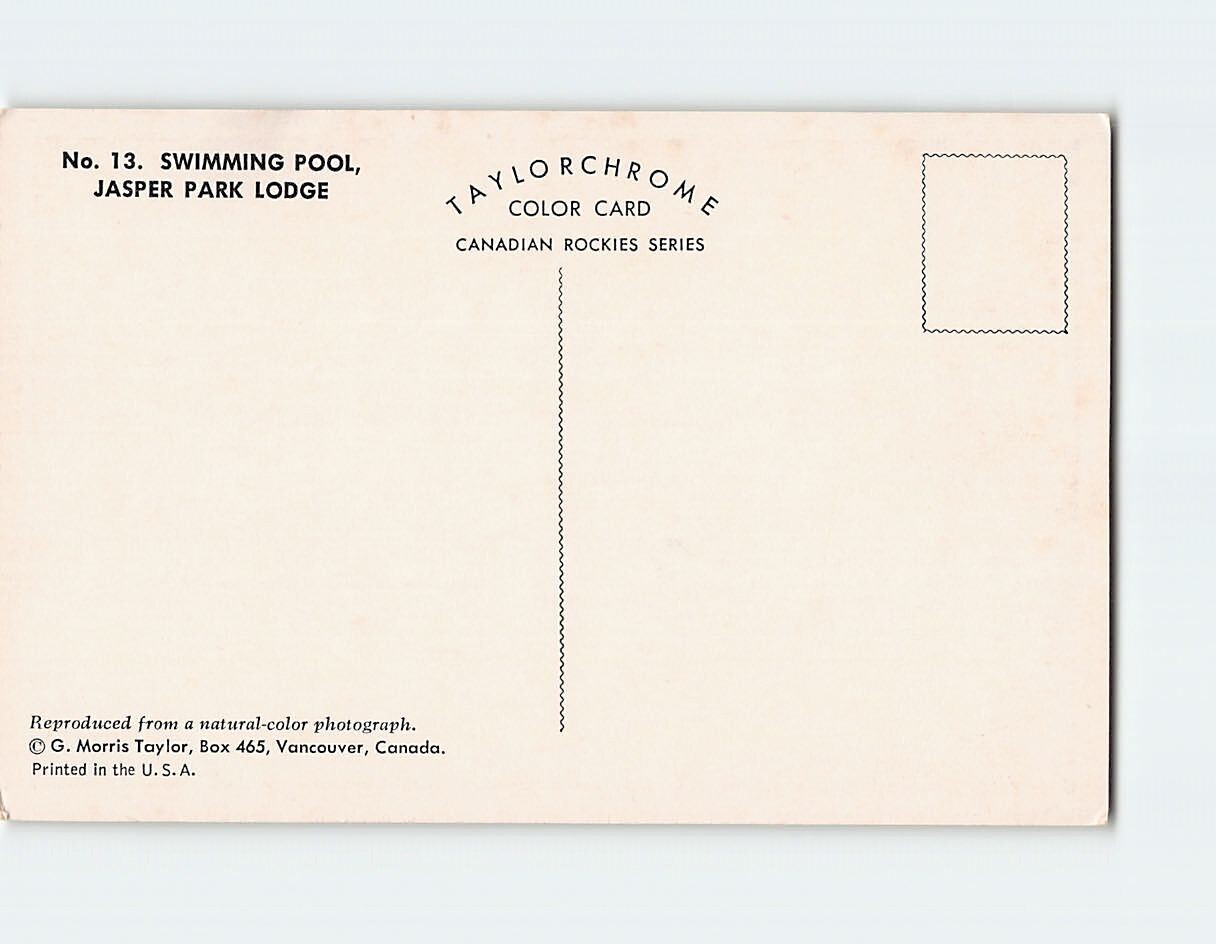 No. 13. SWIMMING POOL,
JASPER PARK LODGE
TAYLORCHROME
COLOR CARD
CANADIAN ROCKIES SERIES
Reproduced from a natural-color photograph.
© G. Morris Taylor, Box 465, Vancouver, Canada.
Printed in the U.S.A.